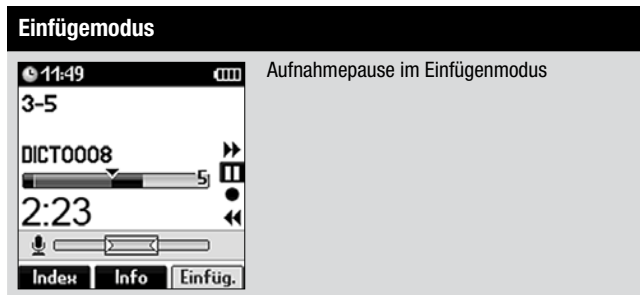 Einfügemodus
11:49
Aufnahmepause im Einfügenmodus
3-5
DICT0008
5
2:23
Index Info Einfüg.